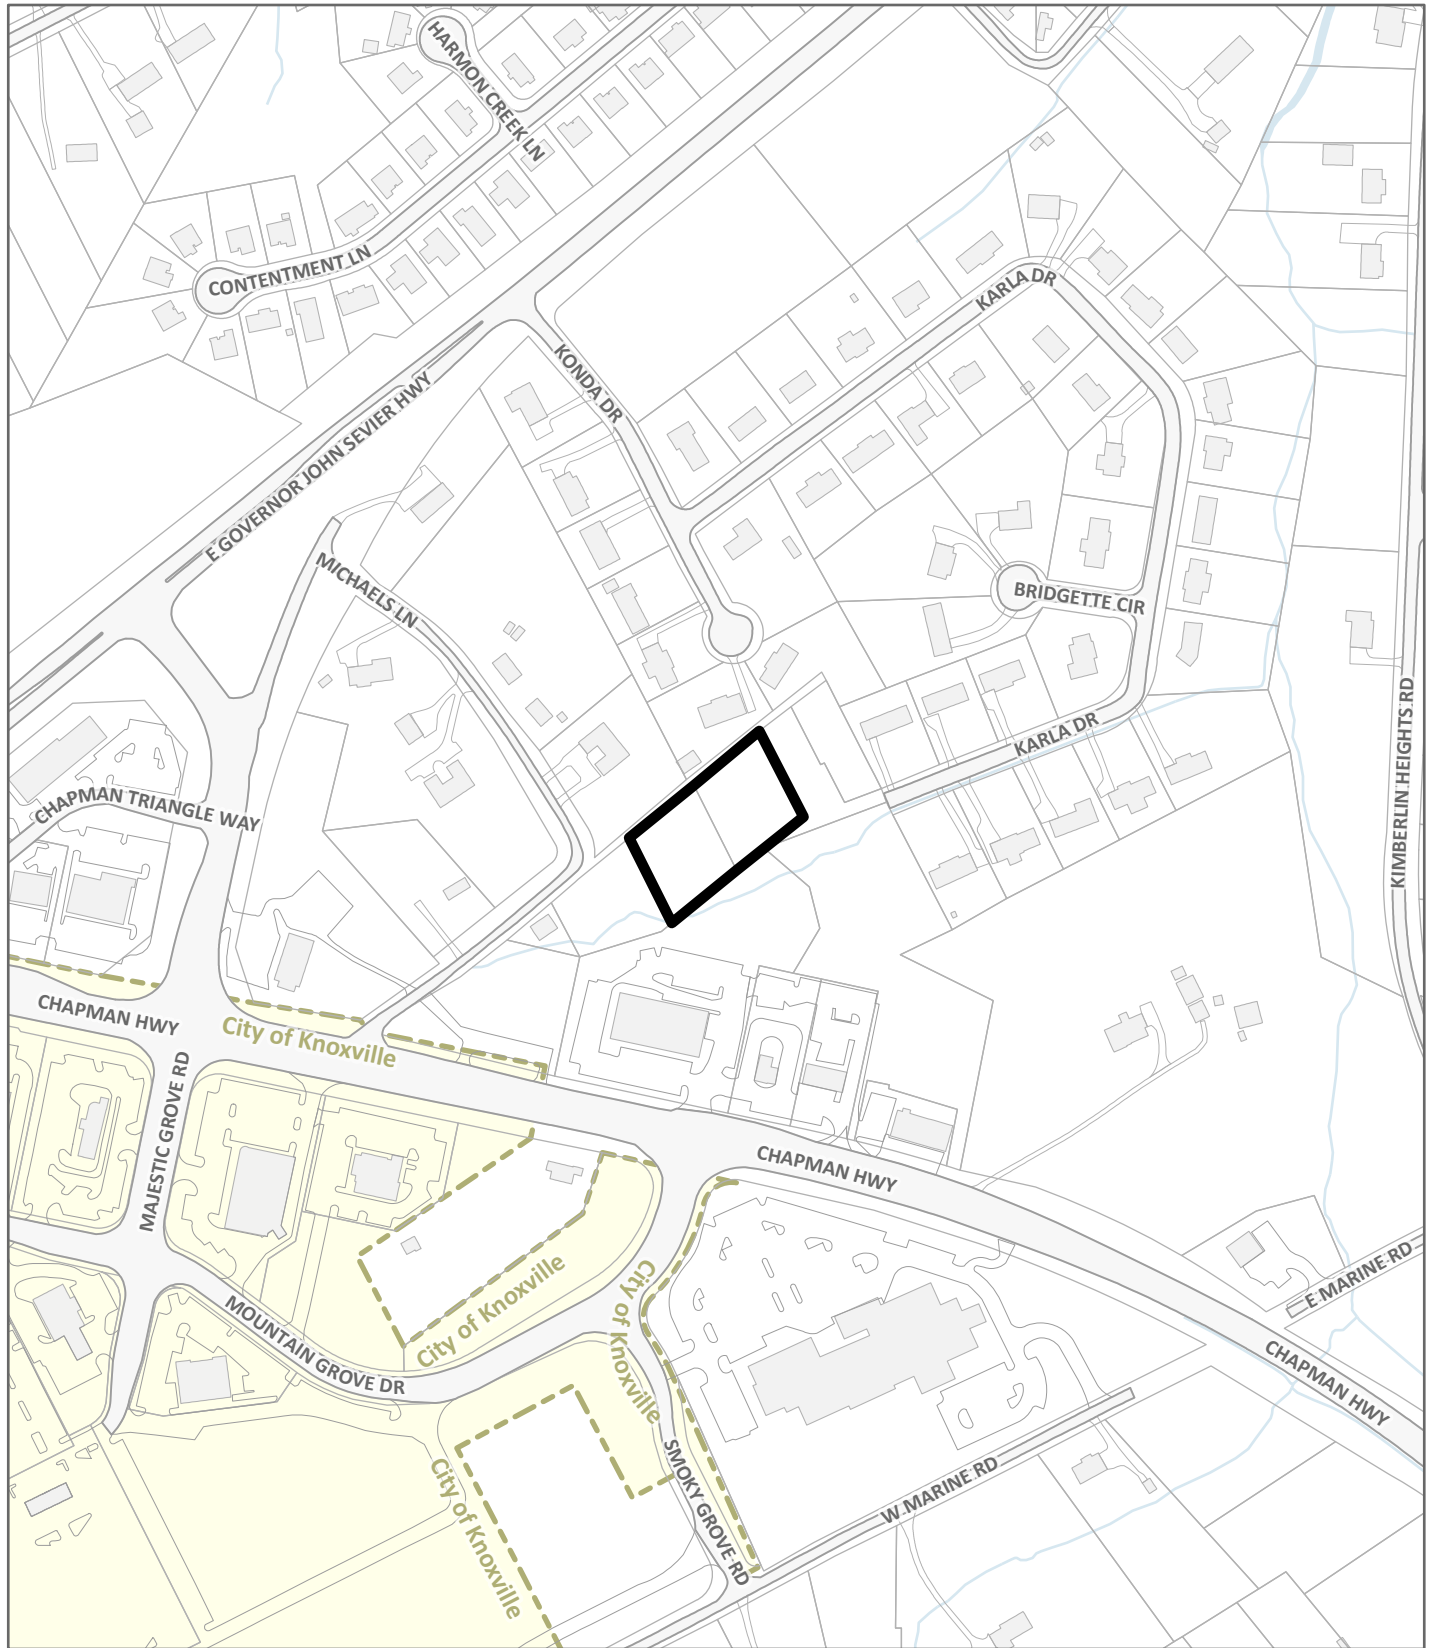 HARMON CREEK LN
CONTENTMENT LN
KARLA DR
KONDA DR
E GOVERNOR JOHN SEVIER HWY
MICHAELS LN
BRIDGETTE CIR
KARLA DR
KIMBERLIN HEIGHTS RD
CHAPMAN TRIANGLE WAY
CHAPMAN HWY
City of Knoxville
MAJESTIC GROVE RD
CHAPMAN HWY
E MARINE RD
City of Knoxville
City of Knoxville
MOUNTAIN GROVE DR
CHAPMAN HWY
City of Knoxville
SMOKY GROVE RD
W MARINE RD